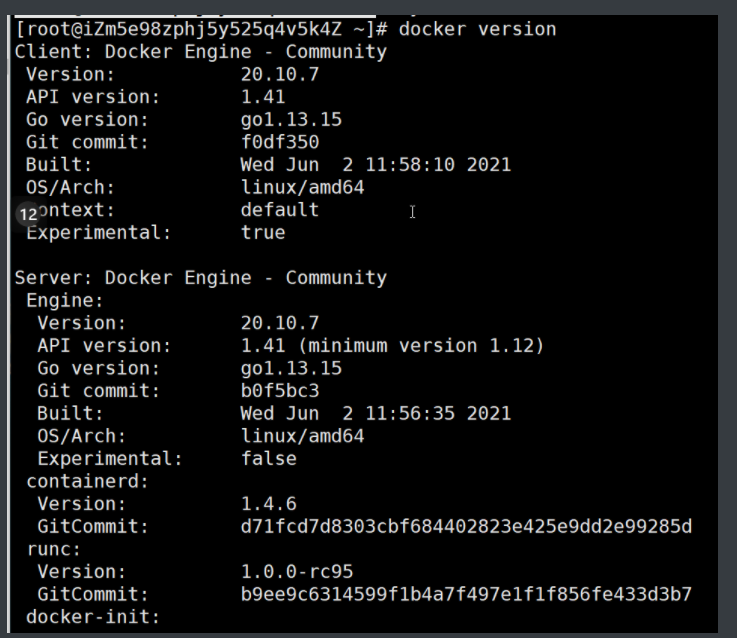 [root@iZm5e98zphj5y525q4v5k4Z ~]# docker version
Client: Docker Engine - Community
Version: 20.10.7
API version: 1.41
Go version: go1.13.15
Git commit: f0df350
Built: Wed Jun  2 11:58:10 2021
OS/Arch: linux/amd64
12
ontext: default
Experimental: true
Server: Docker Engine - Community
Engine:
Version: 20.10.7
API version: 1.41 (minimum version 1.12)
Go version: go1.13.15
Git commit: b0f5bc3
Built: Wed Jun  2 11:56:35 2021
OS/Arch: linux/amd64
Experimental: false
containerd:
Version: 1.4.6
GitCommit: d71fcd7d8303cbf684402823e425e9dd2e99285d
runc:
Version: 1.0.0-rc95
GitCommit: b9ee9c6314599f1b4a7f497e1f1f856fe433d3b7
docker-init: